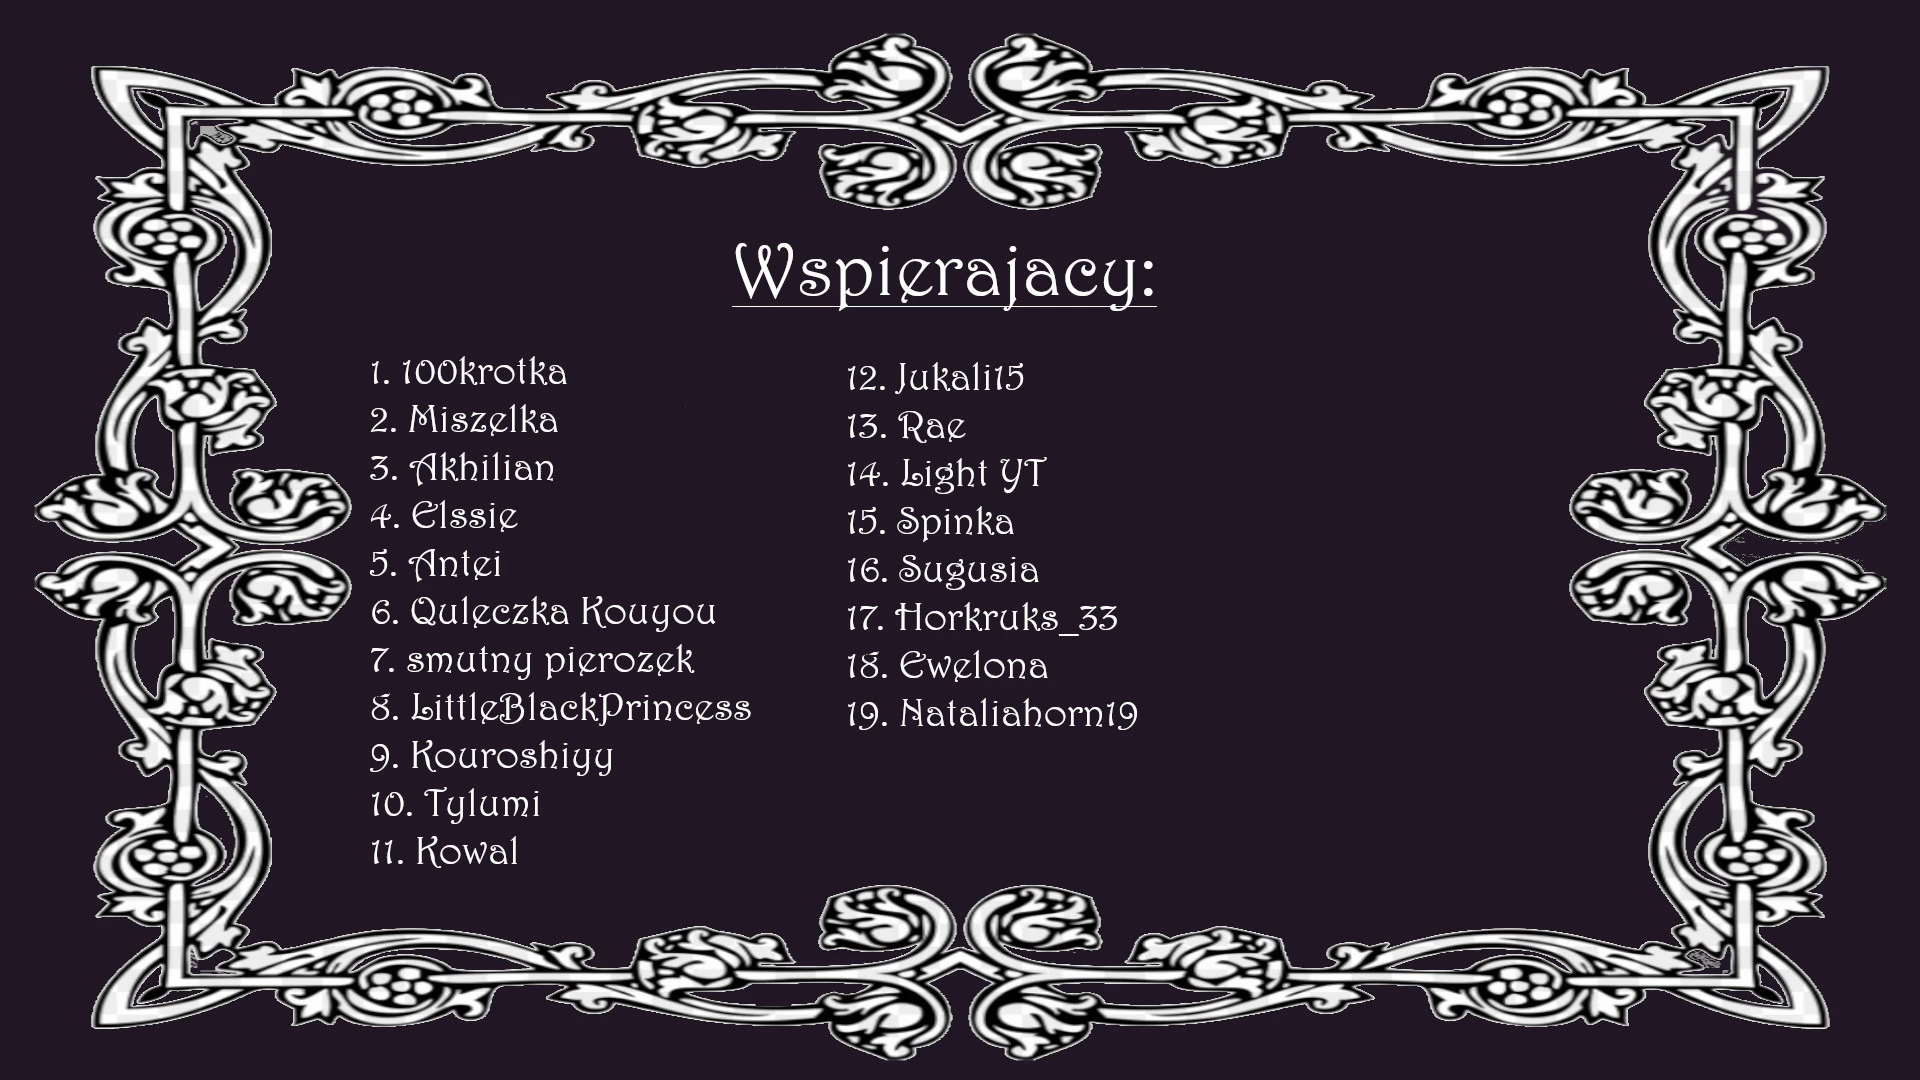 Wspierajacy:
1. 100krotka
2. Miszelka
3. Akhilian
4. Elssie
5. Antei
6. Quleczka Kouyou
7. smutny pierozek
8. LittleBlackPrincess
9. Kouroshiyy
10. Tylumi
11. Kowal
12. Jukali15
13. Rae
14. Light YT
15. Spinka
16. Sugusia
17. Horkruks_33
18. Ewelona
19. Nataliahorn19